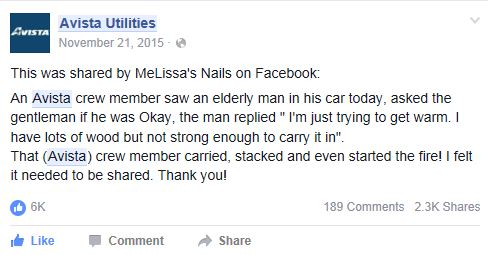 AVISTA
Avista Utilities
November 21, 2015 ·
This was shared by MeLissa's Nails on Facebook:
An Avista crew member saw an elderly man in his car today, asked the
gentleman if he was Okay, the man replied " I'm just trying to get warm. I
have lots of wood but not strong enough to carry it in".
That (Avista) crew member carried, stacked and even started the fire! I felt
it needed to be shared. Thank you!
6K 189 Comments 2.3K Shares
Like Comment Share